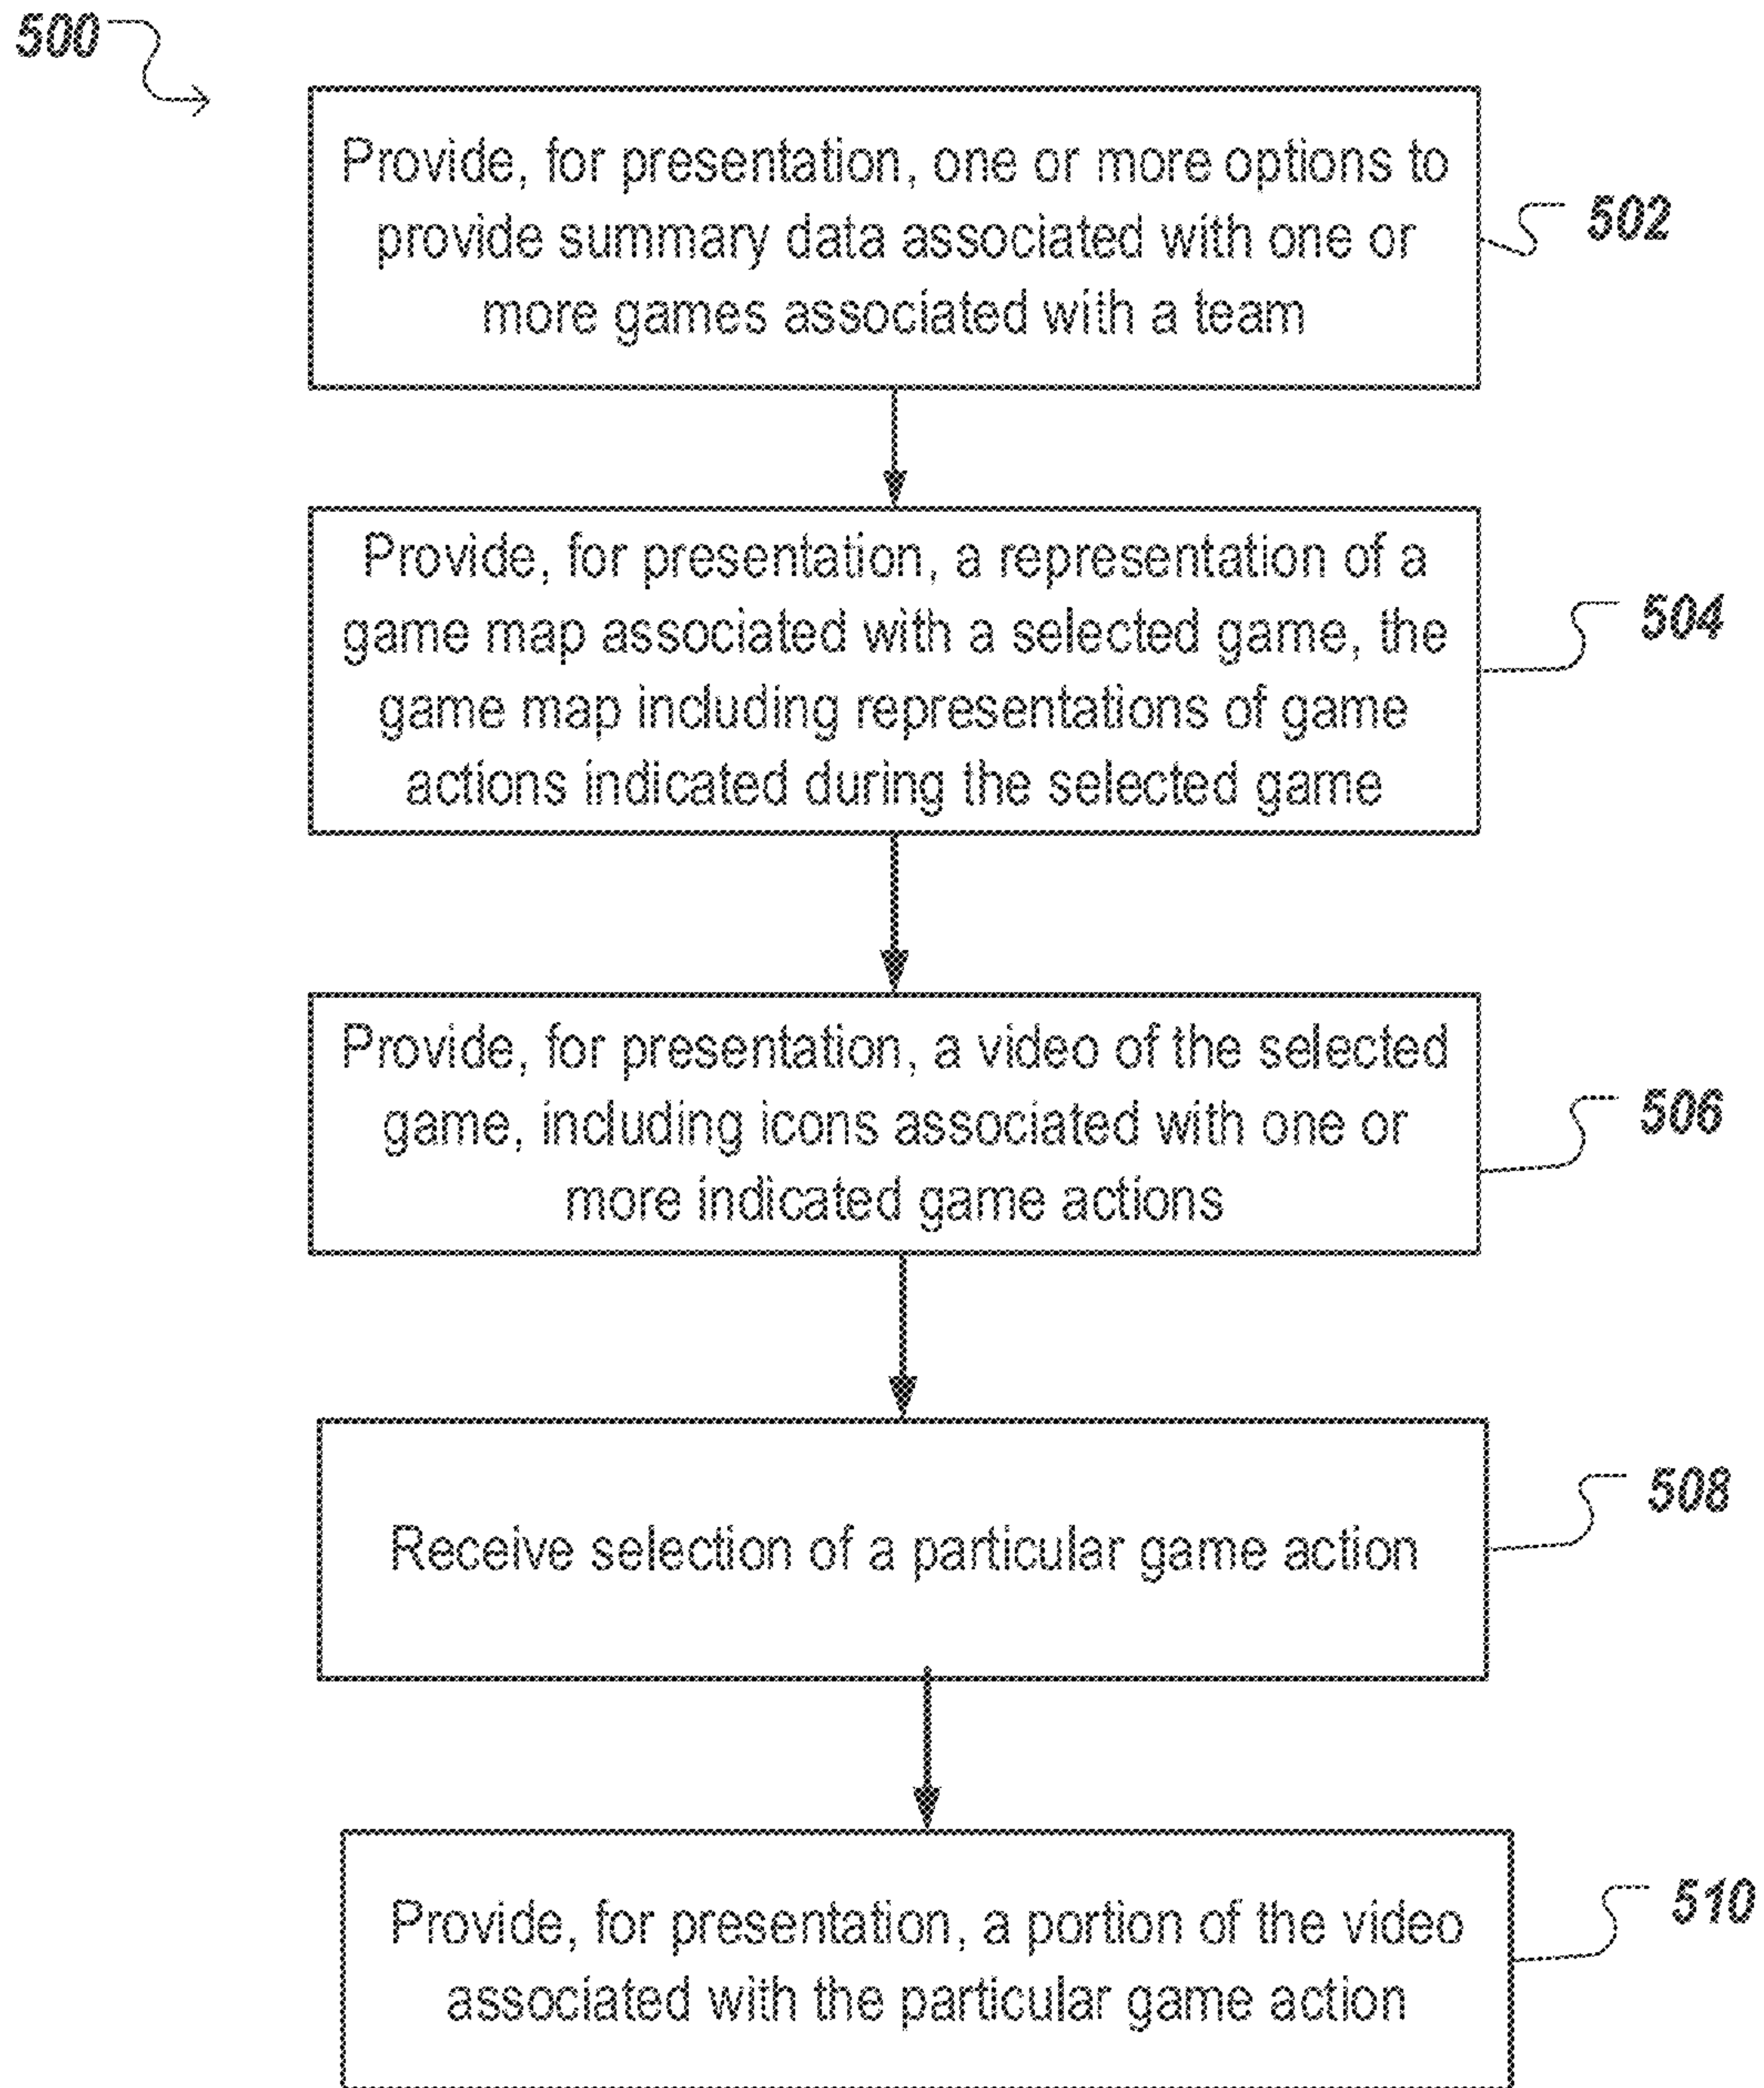 500
Provide, for presentation, one or more options to
provide summary data associated with one or
more games associated with a team
502
Provide, for presentation, a representation of a
game map associated with a selected game, the
game map including representations of game
actions indicated during the selected game
504
Provide, for presentation, a video of the selected
game, including icons associated with one or
more indicated game actions
506
Receive selection of a particular game action
508
Provide, for presentation, a portion of the video
associated with the particular game action
510